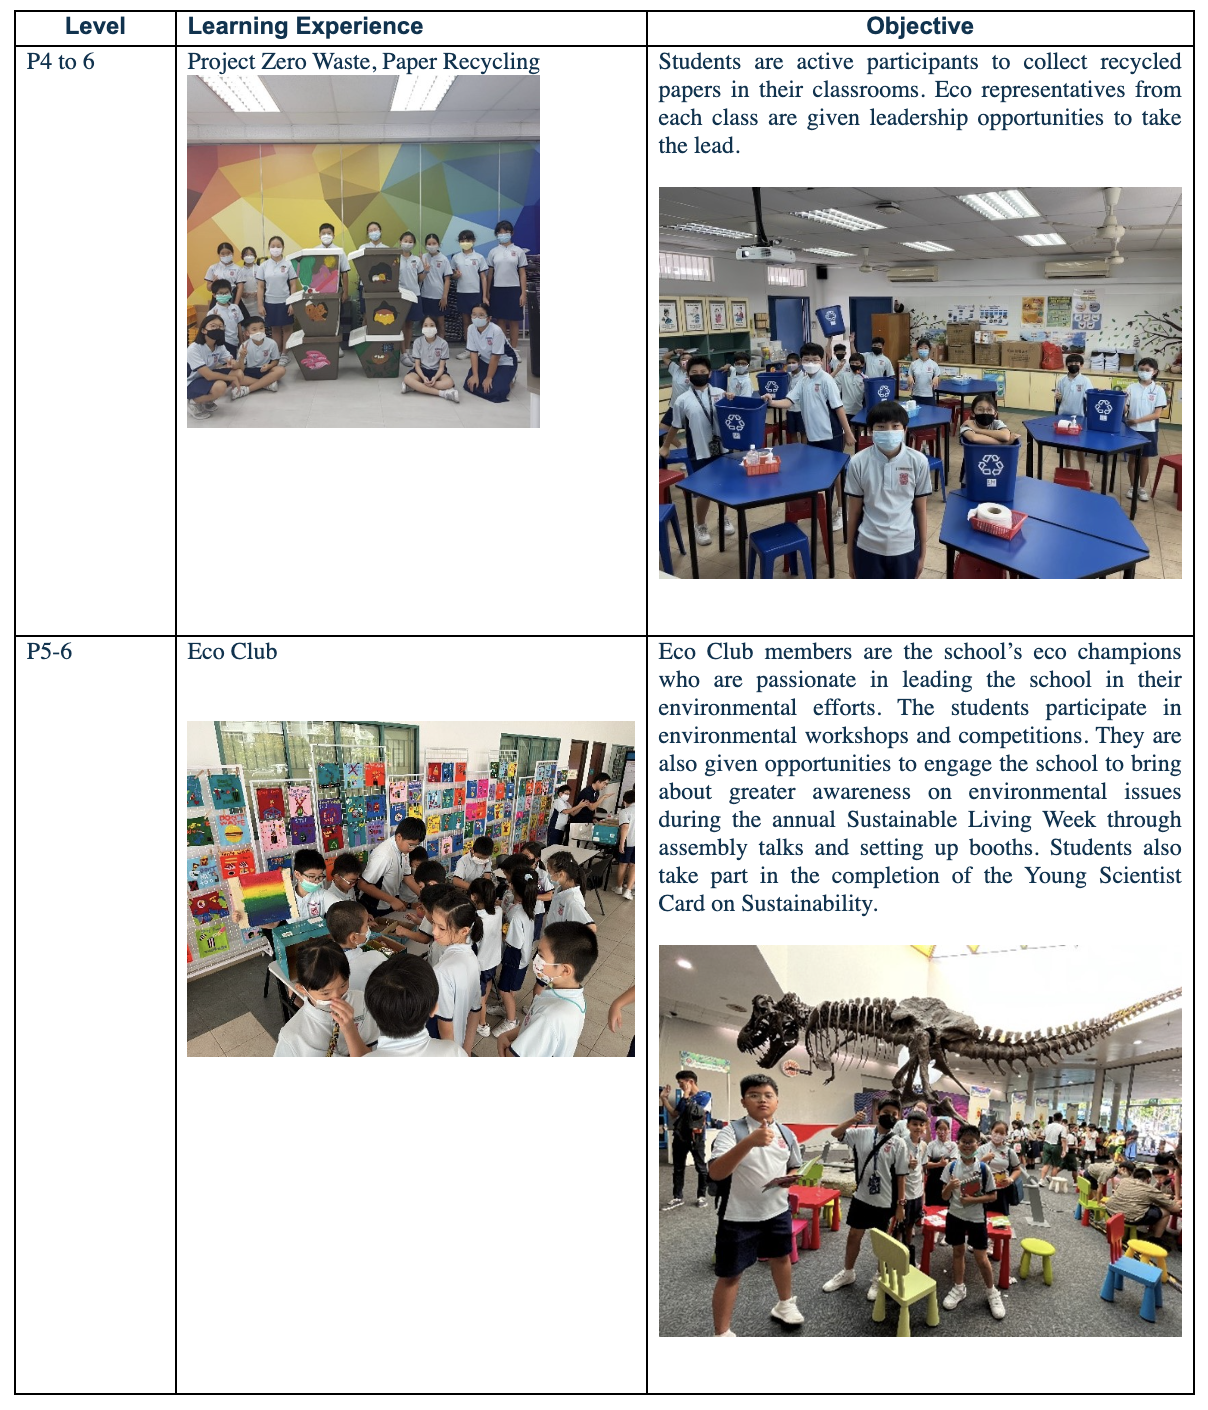 Level
Learning Experience
Objective
P4 to 6
Project Zero Waste, Paper Recycling
Students are active participants to collect recycled
papers in their classrooms. Eco representatives from
each class are given leadership opportunities to take
the lead.
P5-6
Eco Club
Eco Club members are the school’s eco champions
who are passionate in leading the school in their
environmental efforts. The students participate in
environmental workshops and competitions. They are
also given opportunities to engage the school to bring
about greater awareness on environmental issues
during the annual Sustainable Living Week through
assembly talks and setting up booths. Students also
take part in the completion of the Young Scientist
Card on Sustainability.